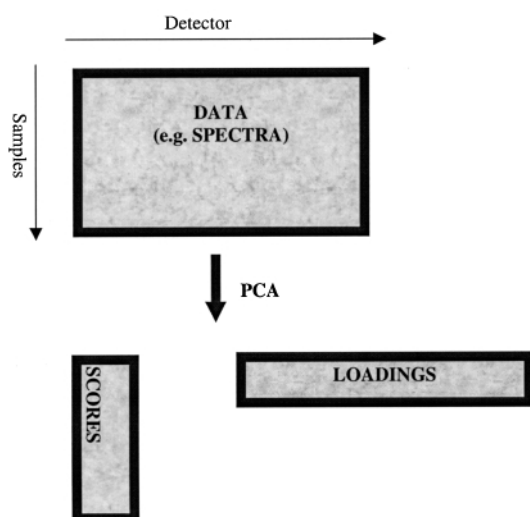 Detector
Samples
DATA
(e.g. SPECTRA)
PCA
SCORES
LOADINGS